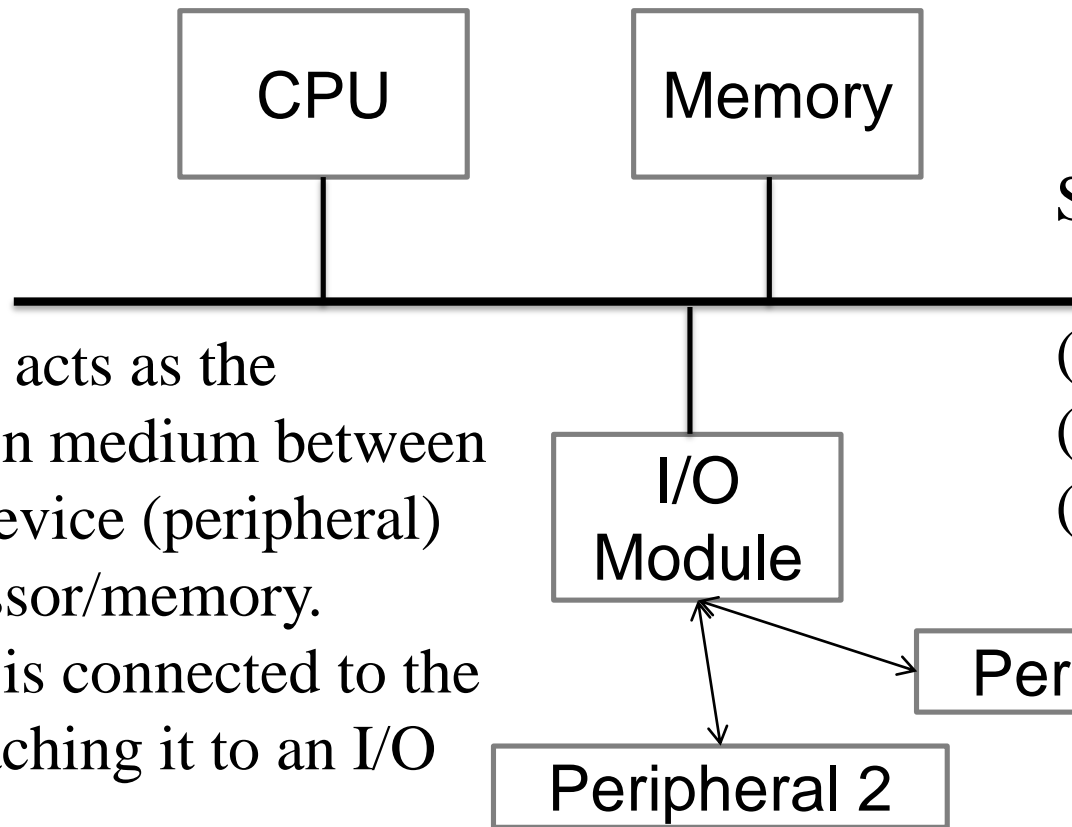 CPU
Memory
S
acts as the
n medium between
evice (peripheral)
ssor/memory.
is connected to the
aching it to an I/O
(
(
(
I/O
Module
Per
Peripheral 2